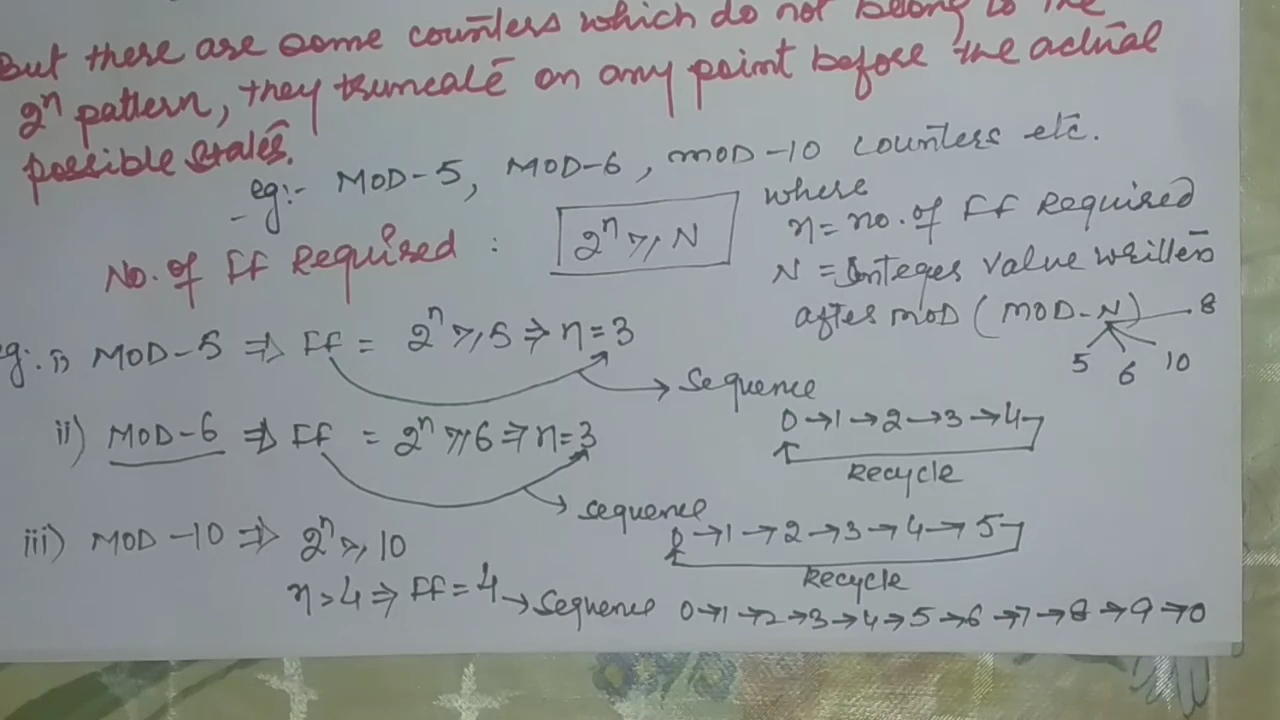 But there are some counters which do not belong to the
2ⁿ pattern, they truncate on any point before the actual
possible states.
eg:- MOD-5, MOD-6, MOD-10 counters etc.
No. of FF Required : 2ⁿ ≥ N
where
n = no. of FF Required
N = Integer value written
after MOD (MOD-N)
8
5 6 10
eg: i) MOD-5 ⇒ FF = 2ⁿ ≥ 5 ⇒ n = 3
sequence
0→1→2→3→4
Recycle
ii) MOD-6 ⇒ FF = 2ⁿ ≥ 6 ⇒ n = 3
sequence
0→1→2→3→4→5
Recycle
iii) MOD-10 ⇒ 2ⁿ ≥ 10
n > 4 ⇒ FF = 4 → Sequence 0→1→2→3→4→5→6→7→8→9→0